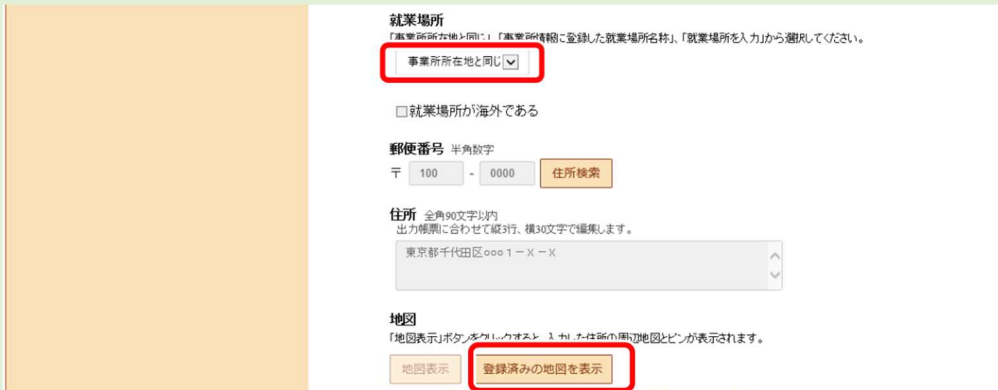 就業場所
「事業所所在地と同じ」、「事業所情報に登録した就業場所名称」、「就業場所を入力」から選択してください。
事業所所在地と同じ
就業場所が海外である
郵便番号 半角数字
〒 100 - 0000 住所検索
住所 全角90文字以内
出力帳票に合わせて縦3行、横30文字で編集します。
東京都千代田区ooo1-X-X
地図
「地図表示」ボタンをクリックすると、入力した住所の周辺地図とピンが表示されます。
地図表示 登録済みの地図を表示